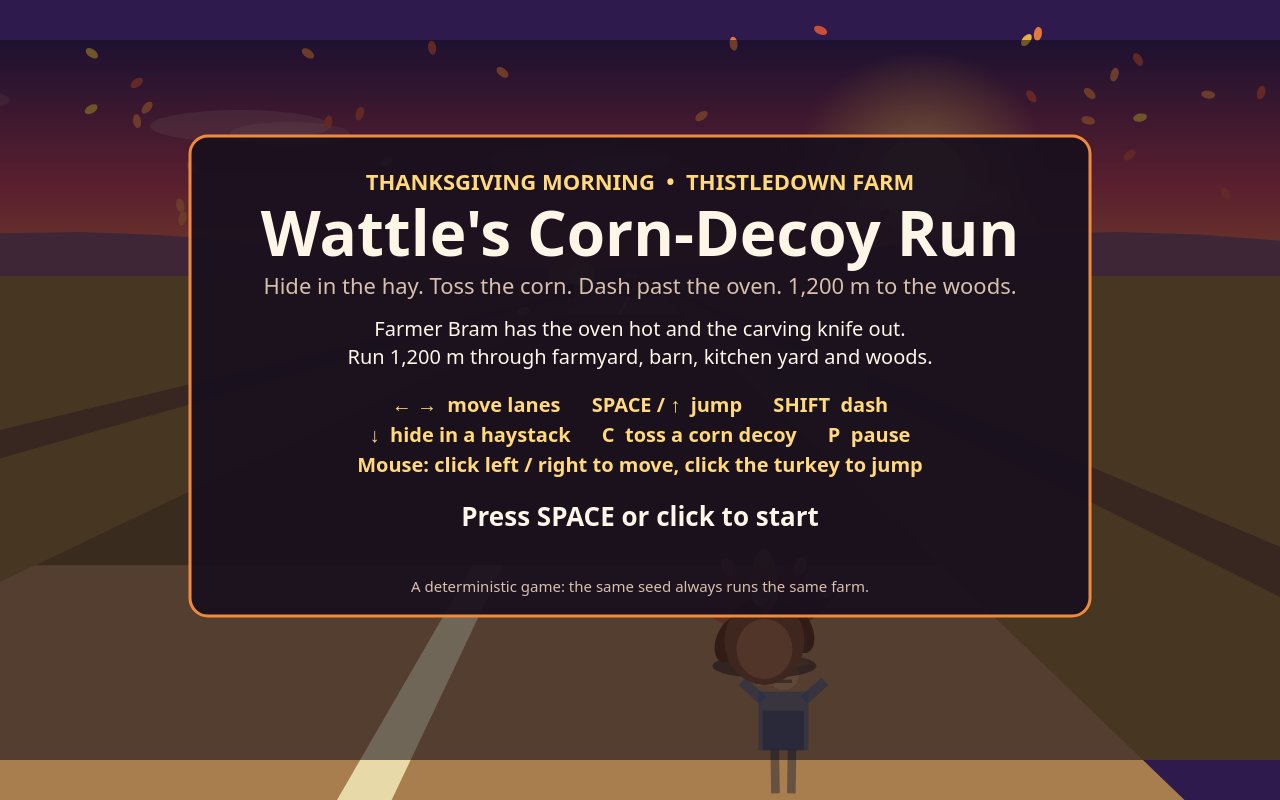 THANKSGIVING MORNING • THISTLEDOWN FARM
Wattle's Corn-Decoy Run
Hide in the hay. Toss the corn. Dash past the oven. 1,200 m to the woods.
Farmer Bram has the oven hot and the carving knife out.
Run 1,200 m through farmyard, barn, kitchen yard and woods.
← → move lanes SPACE / ↑ jump SHIFT dash
↓ hide in a haystack C toss a corn decoy P pause
Mouse: click left / right to move, click the turkey to jump
Press SPACE or click to start
A deterministic game: the same seed always runs the same farm.